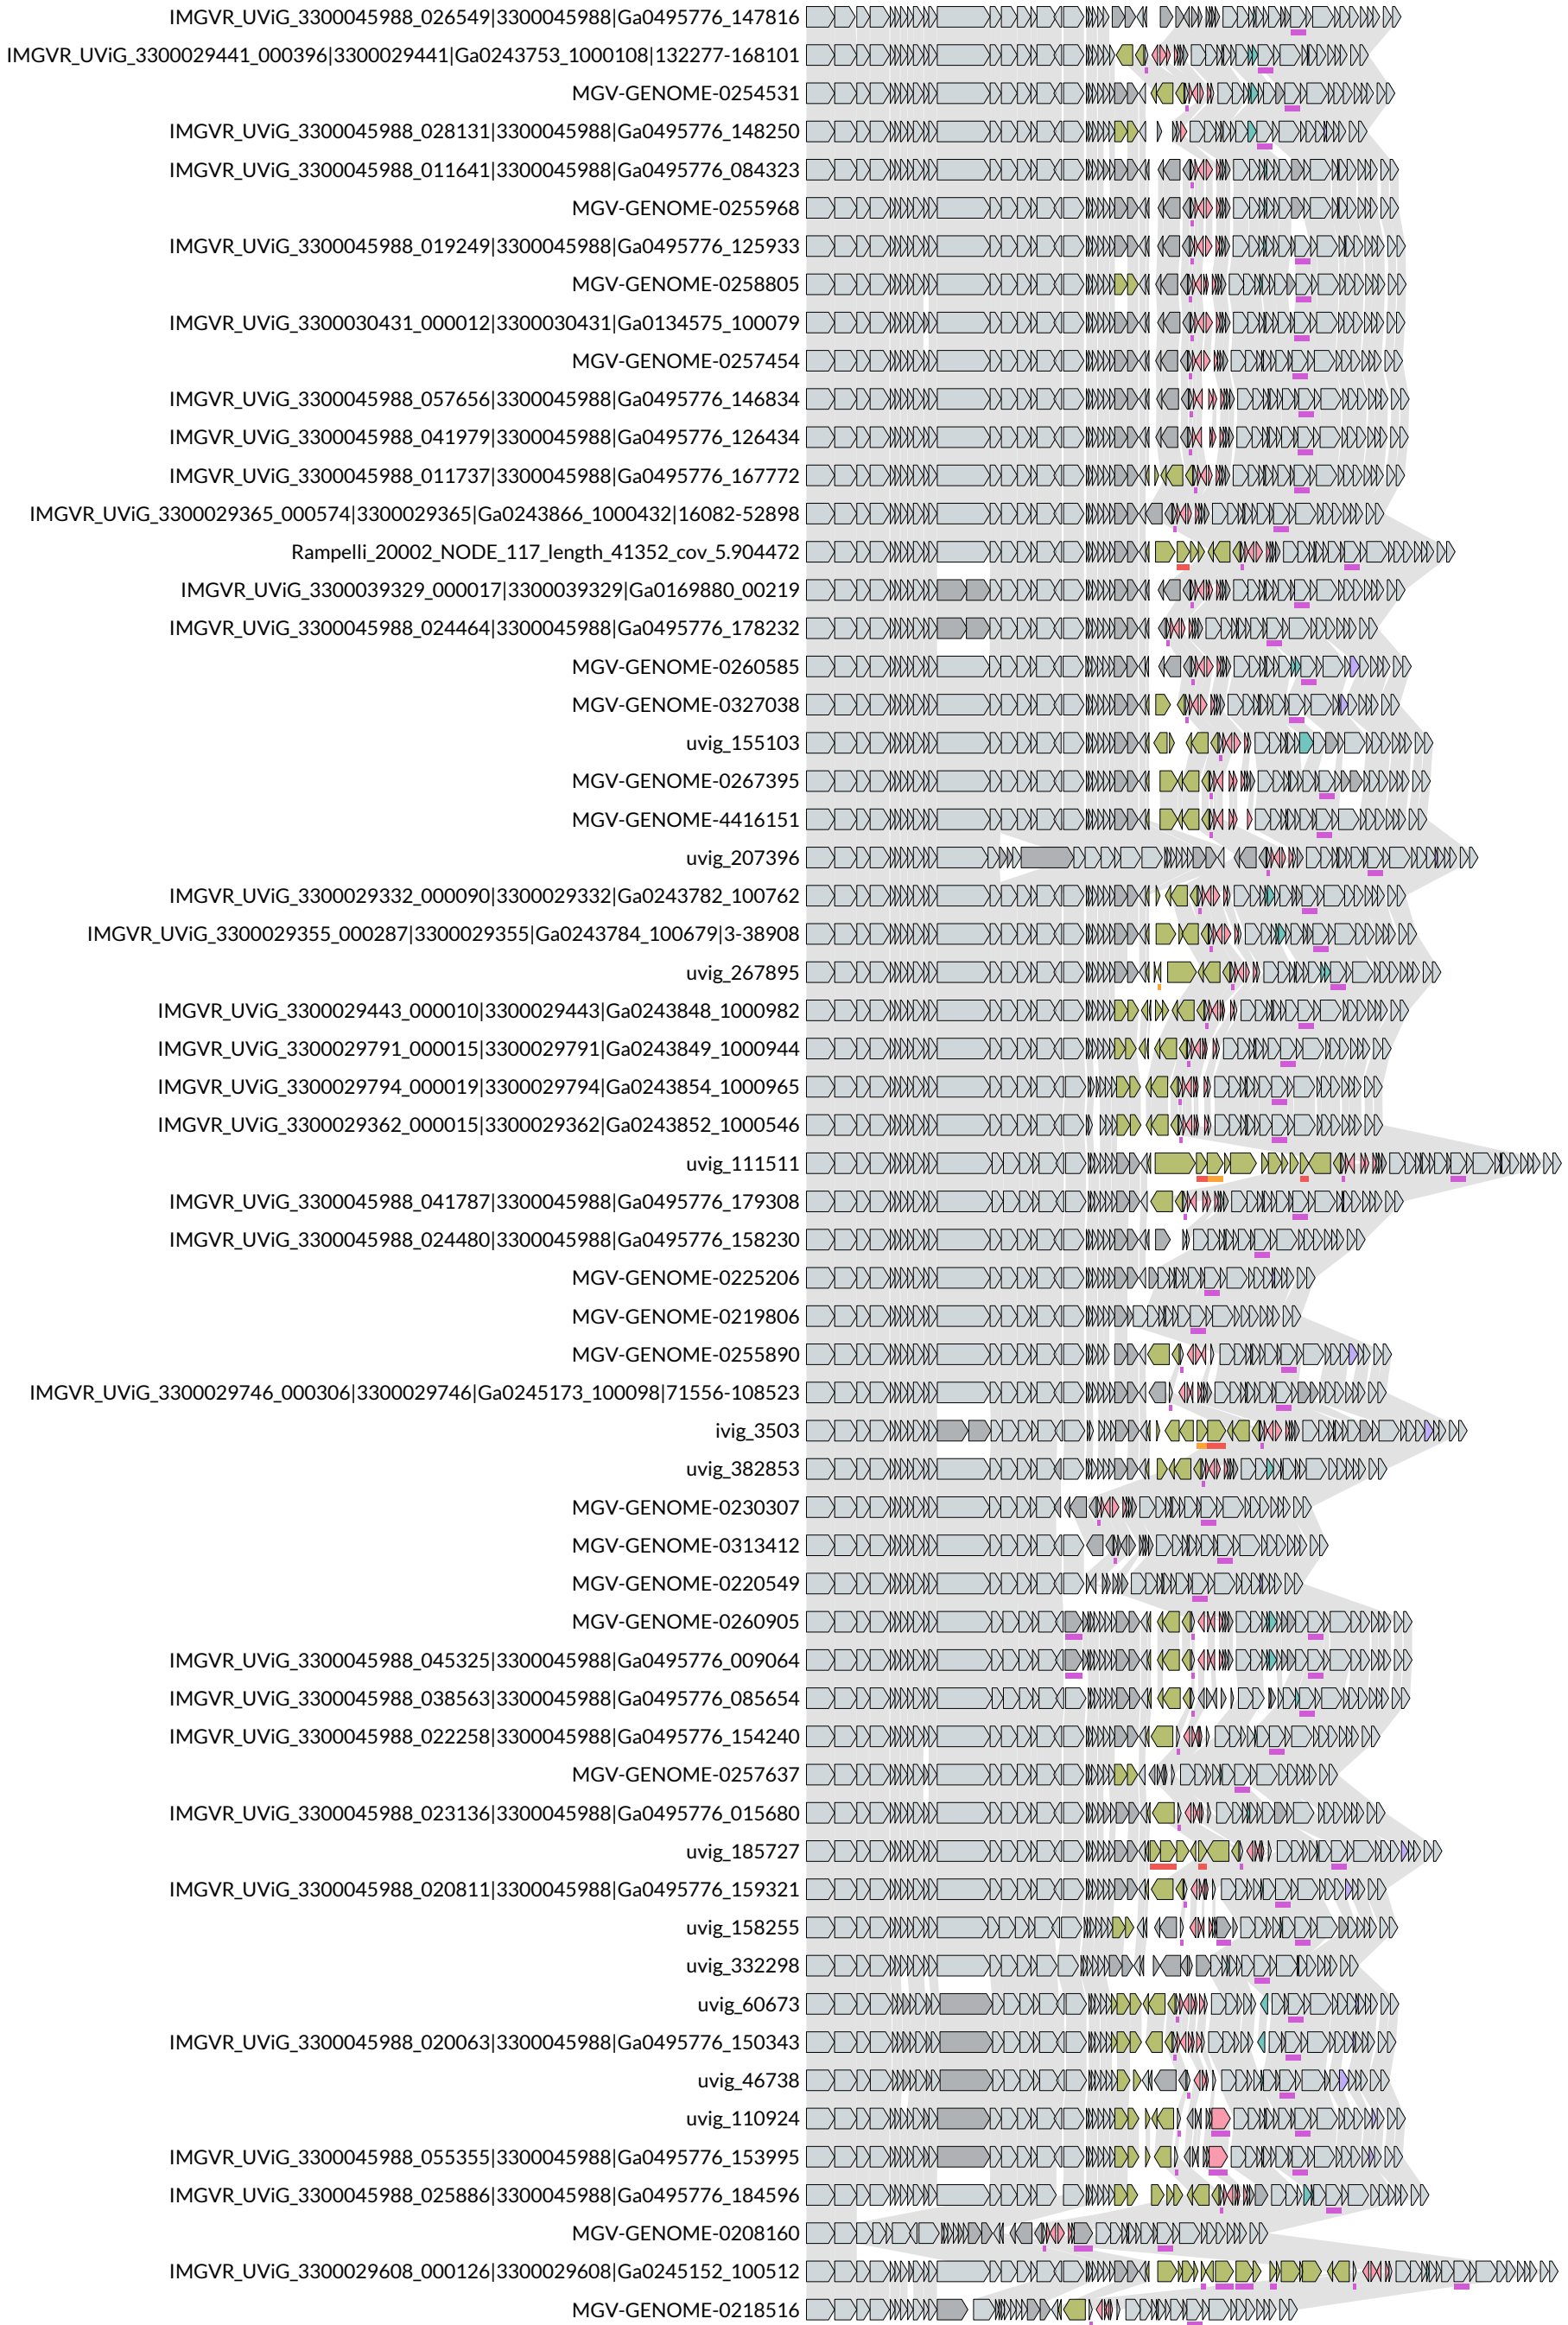 IMGVR_UViG_3300045988_026549|3300045988|Ga0495776_147816
IMGVR_UViG_3300029441_000396|3300029441|Ga0243753_1000108|132277-168101
MGV-GENOME-0254531
IMGVR_UViG_3300045988_028131|3300045988|Ga0495776_148250
IMGVR_UViG_3300045988_011641|3300045988|Ga0495776_084323
MGV-GENOME-0255968
IMGVR_UViG_3300045988_019249|3300045988|Ga0495776_125933
MGV-GENOME-0258805
IMGVR_UViG_3300030431_000012|3300030431|Ga0134575_100079
MGV-GENOME-0257454
IMGVR_UViG_3300045988_057656|3300045988|Ga0495776_146834
IMGVR_UViG_3300045988_041979|3300045988|Ga0495776_126434
IMGVR_UViG_3300045988_011737|3300045988|Ga0495776_167772
IMGVR_UViG_3300029365_000574|3300029365|Ga0243866_1000432|16082-52898
Rampelli_20002_NODE_117_length_41352_cov_5.904472
IMGVR_UViG_3300039329_000017|3300039329|Ga0169880_00219
IMGVR_UViG_3300045988_024464|3300045988|Ga0495776_178232
MGV-GENOME-0260585
MGV-GENOME-0327038
uvig_155103
MGV-GENOME-0267395
MGV-GENOME-4416151
uvig_207396
IMGVR_UViG_3300029332_000090|3300029332|Ga0243782_100762
IMGVR_UViG_3300029355_000287|3300029355|Ga0243784_100679|3-38908
uvig_267895
IMGVR_UViG_3300029443_000010|3300029443|Ga0243848_1000982
IMGVR_UViG_3300029791_000015|3300029791|Ga0243849_1000944
IMGVR_UViG_3300029794_000019|3300029794|Ga0243854_1000965
IMGVR_UViG_3300029362_000015|3300029362|Ga0243852_1000546
uvig_111511
IMGVR_UViG_3300045988_041787|3300045988|Ga0495776_179308
IMGVR_UViG_3300045988_024480|3300045988|Ga0495776_158230
MGV-GENOME-0225206
MGV-GENOME-0219806
MGV-GENOME-0255890
IMGVR_UViG_3300029746_000306|3300029746|Ga0245173_100098|71556-108523
ivig_3503
uvig_382853
MGV-GENOME-0230307
MGV-GENOME-0313412
MGV-GENOME-0220549
MGV-GENOME-0260905
IMGVR_UViG_3300045988_045325|3300045988|Ga0495776_009064
IMGVR_UViG_3300045988_038563|3300045988|Ga0495776_085654
IMGVR_UViG_3300045988_022258|3300045988|Ga0495776_154240
MGV-GENOME-0257637
IMGVR_UViG_3300045988_023136|3300045988|Ga0495776_015680
uvig_185727
IMGVR_UViG_3300045988_020811|3300045988|Ga0495776_159321
uvig_158255
uvig_332298
uvig_60673
IMGVR_UViG_3300045988_020063|3300045988|Ga0495776_150343
uvig_46738
uvig_110924
IMGVR_UViG_3300045988_055355|3300045988|Ga0495776_153995
IMGVR_UViG_3300045988_025886|3300045988|Ga0495776_184596
MGV-GENOME-0208160
IMGVR_UViG_3300029608_000126|3300029608|Ga0245152_100512
MGV-GENOME-0218516